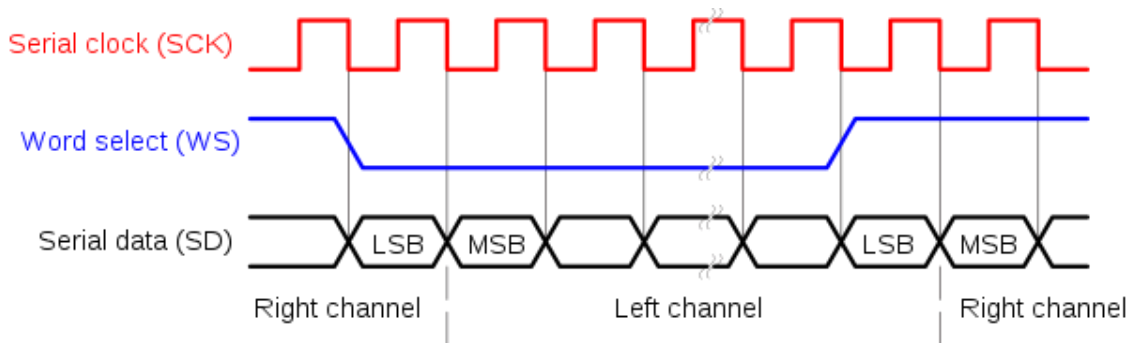 Serial clock (SCK)
Word select (WS)
Serial data (SD)
LSB
MSB
LSB
MSB
Right channel
Left channel
Right channel